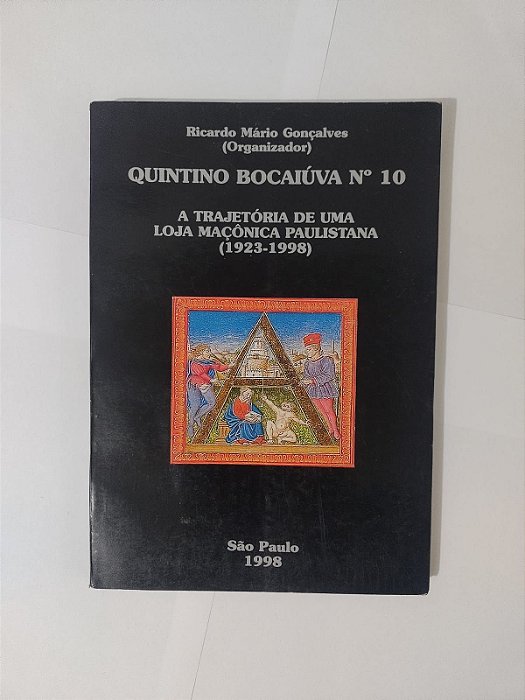 Ricardo Mário Gonçalves
(Organizador)
QUINTINO BOCAIÚVA Nº 10
A TRAJETÓRIA DE UMA
LOJA MAÇÔNICA PAULISTANA
(1923-1998)
São Paulo
1998